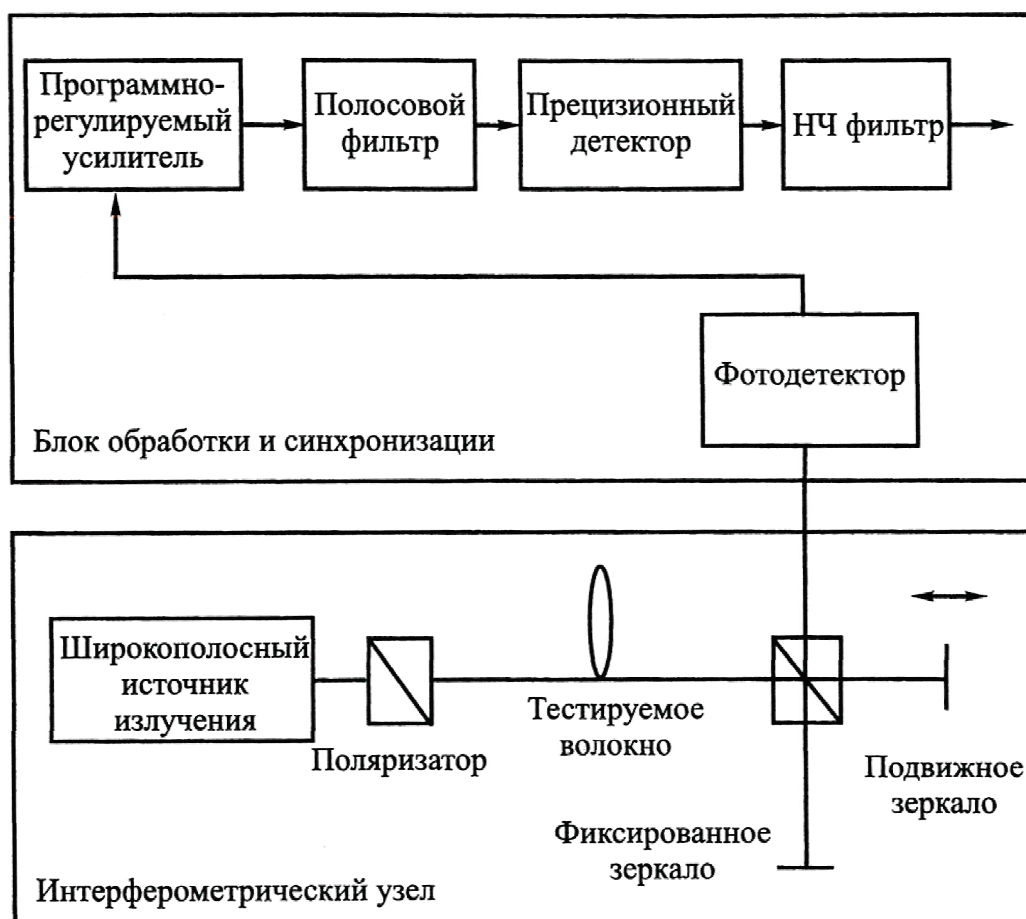 Программно-
регулируемый
усилитель
Полосовой
фильтр
Прецизионный
детектор
НЧ фильтр
Фотодетектор
Блок обработки и синхронизации
Широкополосный
источник
излучения
Поляризатор
Тестируемое
волокно
Подвижное
зеркало
Фиксированное
зеркало
Интерферометрический узел